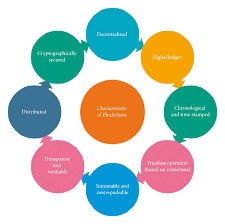 Decentralized
Digital ledger
Chronological
and time stamped
Trustless operation
(based on consensus)
Immutable and
non repudiable
Transparent and
verifiable
Distributed
Cryptographically
secured
Characteristic
of Blockchain